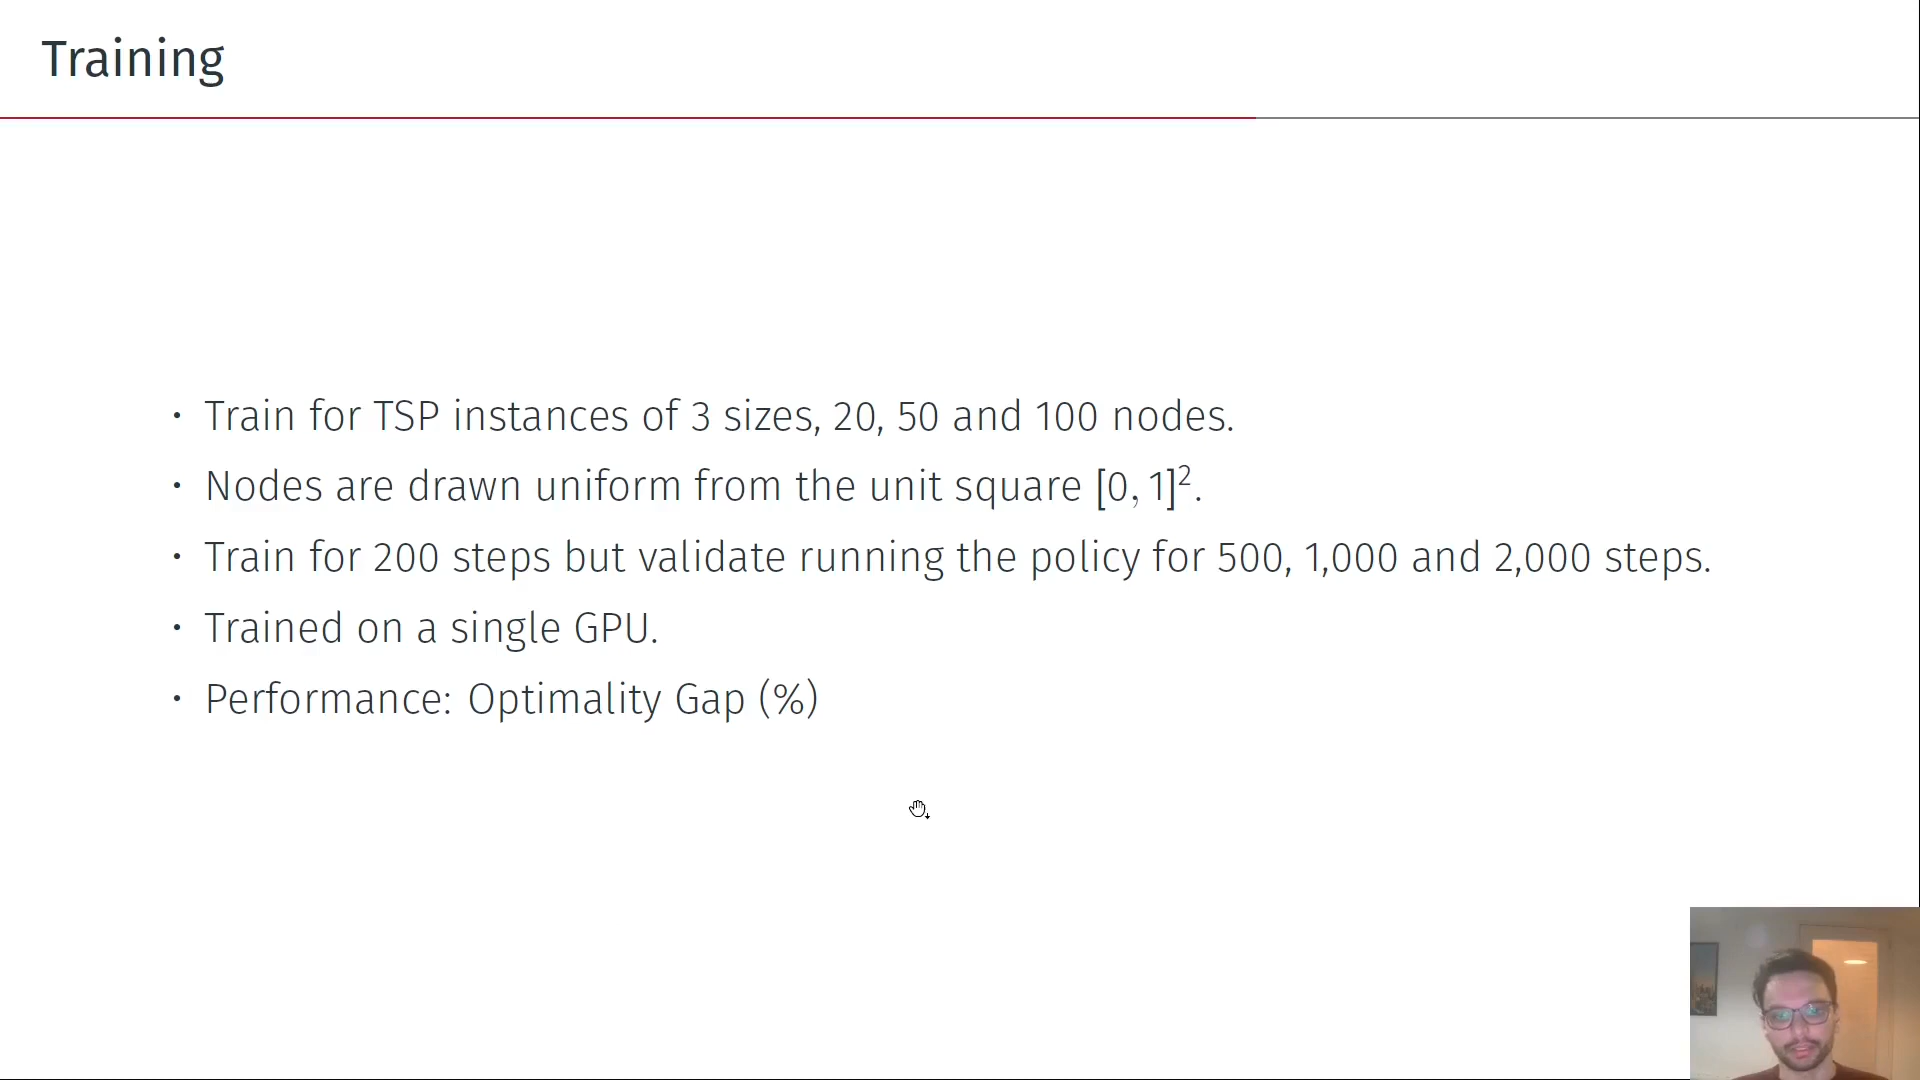 Training
· Train for TSP instances of 3 sizes, 20, 50 and 100 nodes.
· Nodes are drawn uniform from the unit square [0, 1]².
· Train for 200 steps but validate running the policy for 500, 1,000 and 2,000 steps.
· Trained on a single GPU.
· Performance: Optimality Gap (%)